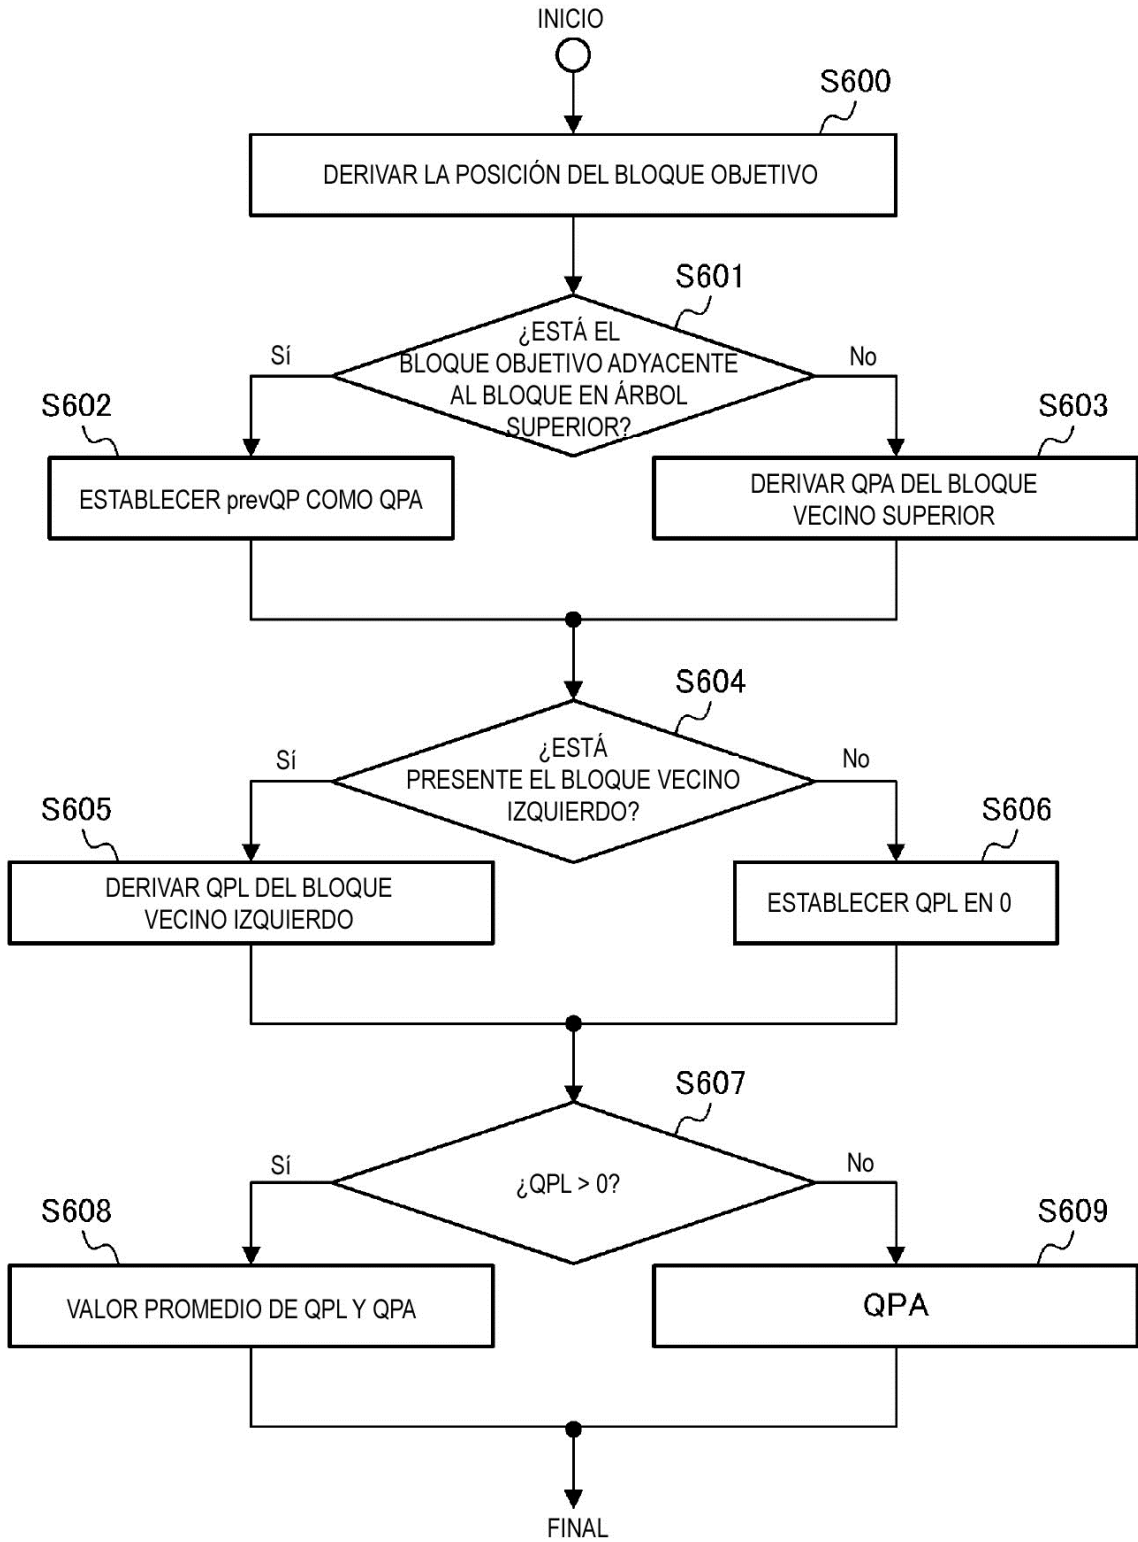 INICIO
S600
DERIVAR LA POSICIÓN DEL BLOQUE OBJETIVO
S601
¿ESTÁ EL
BLOQUE OBJETIVO ADYACENTE
AL BLOQUE EN ÁRBOL
SUPERIOR?
Sí
No
S602
ESTABLECER prevQP COMO QPA
S603
DERIVAR QPA DEL BLOQUE
VECINO SUPERIOR
S604
¿ESTÁ
PRESENTE EL BLOQUE VECINO
IZQUIERDO?
Sí
No
S605
DERIVAR QPL DEL BLOQUE
VECINO IZQUIERDO
S606
ESTABLECER QPL EN 0
S607
¿QPL > 0?
Sí
No
S608
VALOR PROMEDIO DE QPL Y QPA
S609
QPA
FINAL